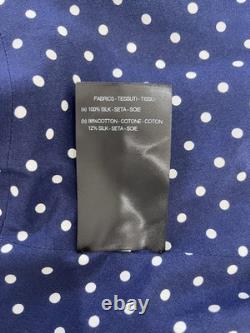 FABRICS - TESSUTI - TISSU
(a) 100% SILK - SETA - SOIE
(b) 88%COTTON - COTONE - COTON
12% SILK - SETA - SOIE